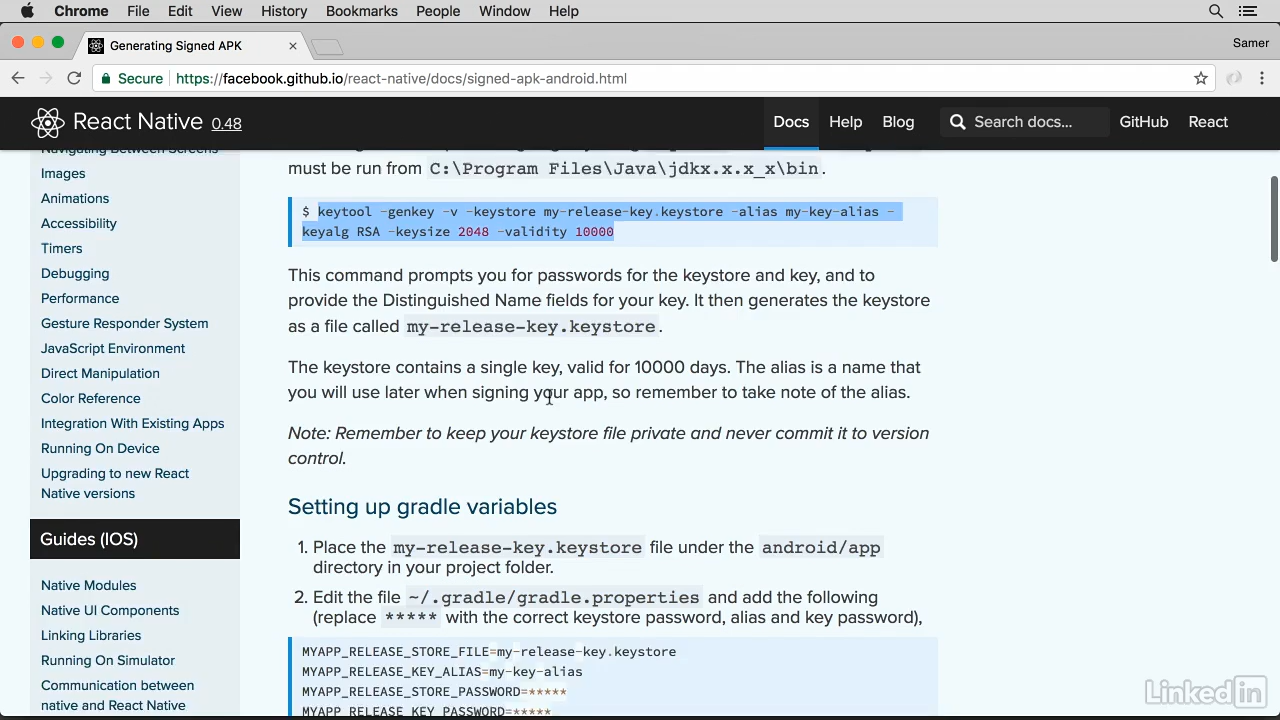 Chrome File Edit View History Bookmarks People Window Help
Generating Signed APK
Samer
Secure https://facebook.github.io/react-native/docs/signed-apk-android.html
React Native 0.48
Docs Help Blog Search docs... GitHub React
Navigating Between Screens
Images
Animations
Accessibility
Timers
Debugging
Performance
Gesture Responder System
JavaScript Environment
Direct Manipulation
Color Reference
Integration With Existing Apps
Running On Device
Upgrading to new React
Native versions
Guides (IOS)
Native Modules
Native UI Components
Linking Libraries
Running On Simulator
Communication between
native and React Native
must be run from C:\Program Files\Java\jdkx.x.x_x\bin.
$ keytool -genkey -v -keystore my-release-key.keystore -alias my-key-alias -
keyalg RSA -keysize 2048 -validity 10000
This command prompts you for passwords for the keystore and key, and to
provide the Distinguished Name fields for your key. It then generates the keystore
as a file called my-release-key.keystore.
The keystore contains a single key, valid for 10000 days. The alias is a name that
you will use later when signing your app, so remember to take note of the alias.
Note: Remember to keep your keystore file private and never commit it to version
control.
Setting up gradle variables
1. Place the my-release-key.keystore file under the android/app
directory in your project folder.
2. Edit the file ~/.gradle/gradle.properties and add the following
(replace ***** with the correct keystore password, alias and key password),
MYAPP_RELEASE_STORE_FILE=my-release-key.keystore
MYAPP_RELEASE_KEY_ALIAS=my-key-alias
MYAPP_RELEASE_STORE_PASSWORD=*****
MYAPP_RELEASE_KEY_PASSWORD=*****
LinkedIn